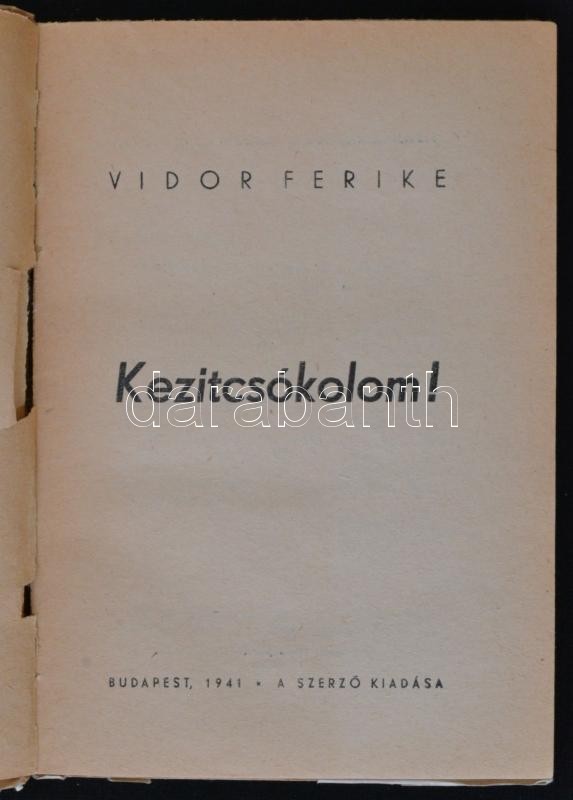 VIDOR FERIKE
Kezitcsókolom!
darabanth
BUDAPEST, 1941 * A SZERZŐ KIADÁSA